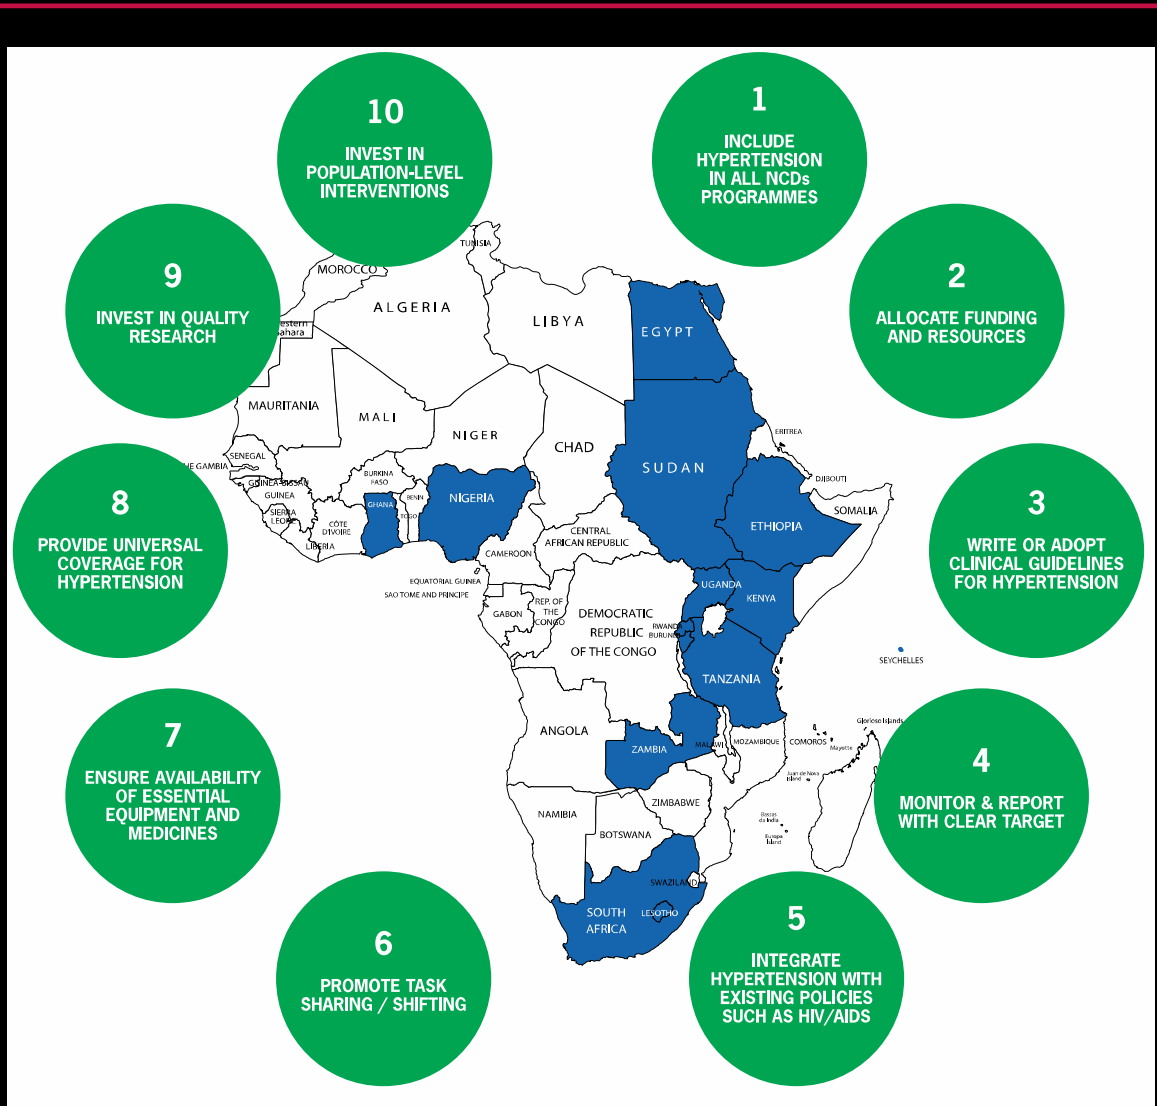 10
INVEST IN
POPULATION-LEVEL
INTERVENTIONS
1
INCLUDE
HYPERTENSION
IN ALL NCDs
PROGRAMMES
9
INVEST IN QUALITY
RESEARCH
2
ALLOCATE FUNDING
AND RESOURCES
8
PROVIDE UNIVERSAL
COVERAGE FOR
HYPERTENSION
3
WRITE OR ADOPT
CLINICAL GUIDELINES
FOR HYPERTENSION
7
ENSURE AVAILABILITY
OF ESSENTIAL
EQUIPMENT AND
MEDICINES
4
MONITOR & REPORT
WITH CLEAR TARGET
6
PROMOTE TASK
SHARING / SHIFTING
5
INTEGRATE
HYPERTENSION WITH
EXISTING POLICIES
SUCH AS HIV/AIDS
TUNISIA
MOROCCO
ALGERIA
LIBYA
EGYPT
estern
ahara
MAURITANIA
MALI
NIGER
CHAD
SUDAN
ERITREA
DJIBOUTI
SENEGAL
HE GAMBIA
GUINEA-BISSAU
GUINEA
SIERRA
LEONE
LIBERIA
CÔTE
D'IVOIRE
BURKINA
FASO
GHANA
TOGO
BENIN
NIGERIA
CAMEROON
CENTRAL
AFRICAN REPUBLIC
ETHIOPIA
SOMALIA
EQUATORIAL GUINEA
SAO TOME AND PRINCIPE
GABON
REP. OF
THE
CONGO
DEMOCRATIC
REPUBLIC
OF THE CONGO
UGANDA
KENYA
RWANDA
BURUNDI
TANZANIA
SEYCHELLES
ANGOLA
ZAMBIA
MALAWI
MOZAMBIQUE
COMOROS
Glorioso Islands
Mayotte
Juan de Nova
Island
Bassas
da India
Europa
Island
NAMIBIA
ZIMBABWE
BOTSWANA
SWAZILAND
SOUTH
AFRICA
LESOTHO